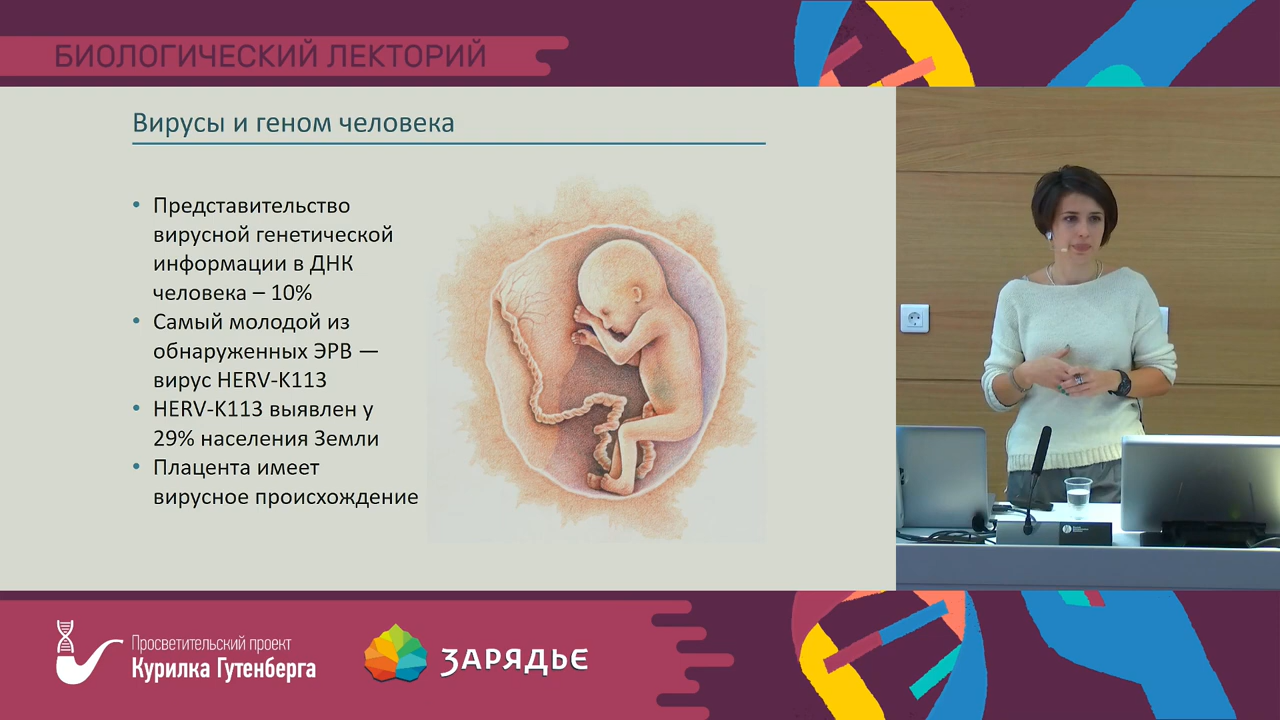 БИОЛОГИЧЕСКИЙ ЛЕКТОРИЙ
Вирусы и геном человека
• Представительство
вирусной генетической
информации в ДНК
человека – 10%
• Самый молодой из
обнаруженных ЭРВ —
вирус HERV-K113
• HERV-K113 выявлен у
29% населения Земли
• Плацента имеет
вирусное происхождение
Просветительский проект
Курилка Гутенберга
ЗАРЯДЬЕ